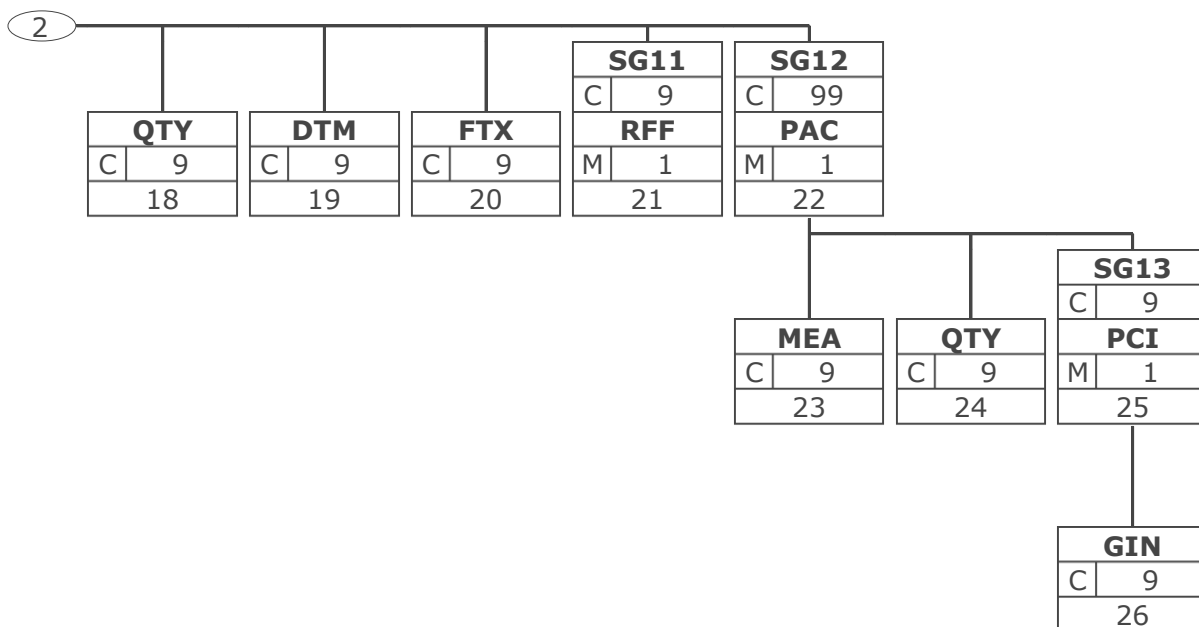 2
SG11 SG12
C 9 C 99
QTY DTM FTX RFF PAC
C 9 C 9 C 9 M 1 M 1
18 19 20 21 22
SG13
C 9
MEA QTY PCI
C 9 C 9 M 1
23 24 25
GIN
C 9
26